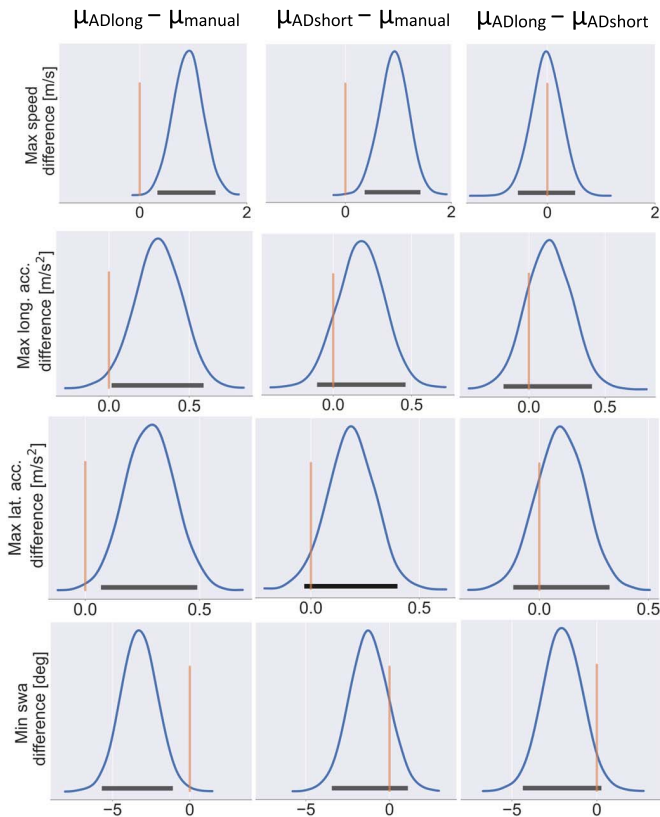 μADlong – μmanual μADshort – μmanual μADlong – μADshort
Max speed
difference [m/s]
0 2 0 2 0 2
Max long. acc.
difference [m/s²]
0.0 0.5 0.0 0.5 0.0 0.5
Max lat. acc.
difference [m/s²]
0.0 0.5 0.0 0.5 0.0 0.5
Min swa
difference [deg]
−5 0 −5 0 −5 0